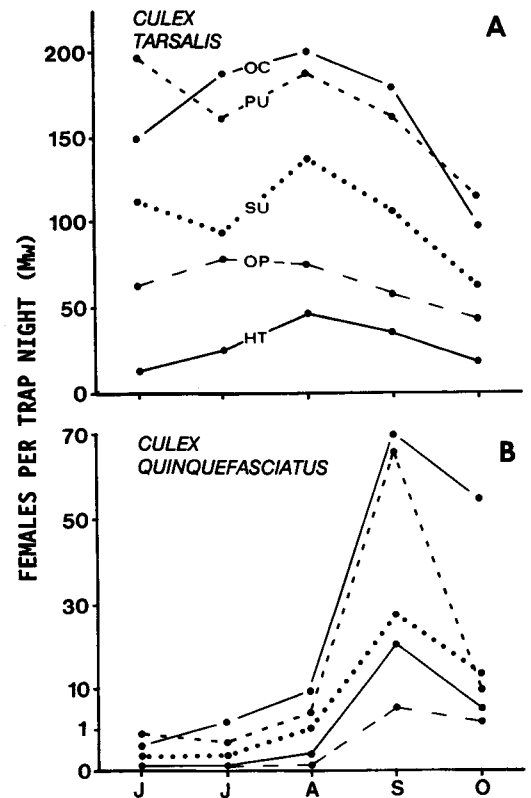 CULEX
TARSALIS
A
200
OC
PU
150
SU
100
OP
50
HT
0
FEMALES PER TRAP NIGHT (Mw)
70
CULEX
QUINQUEFASCIATUS
B
50
30
10
1
0
J J A S O